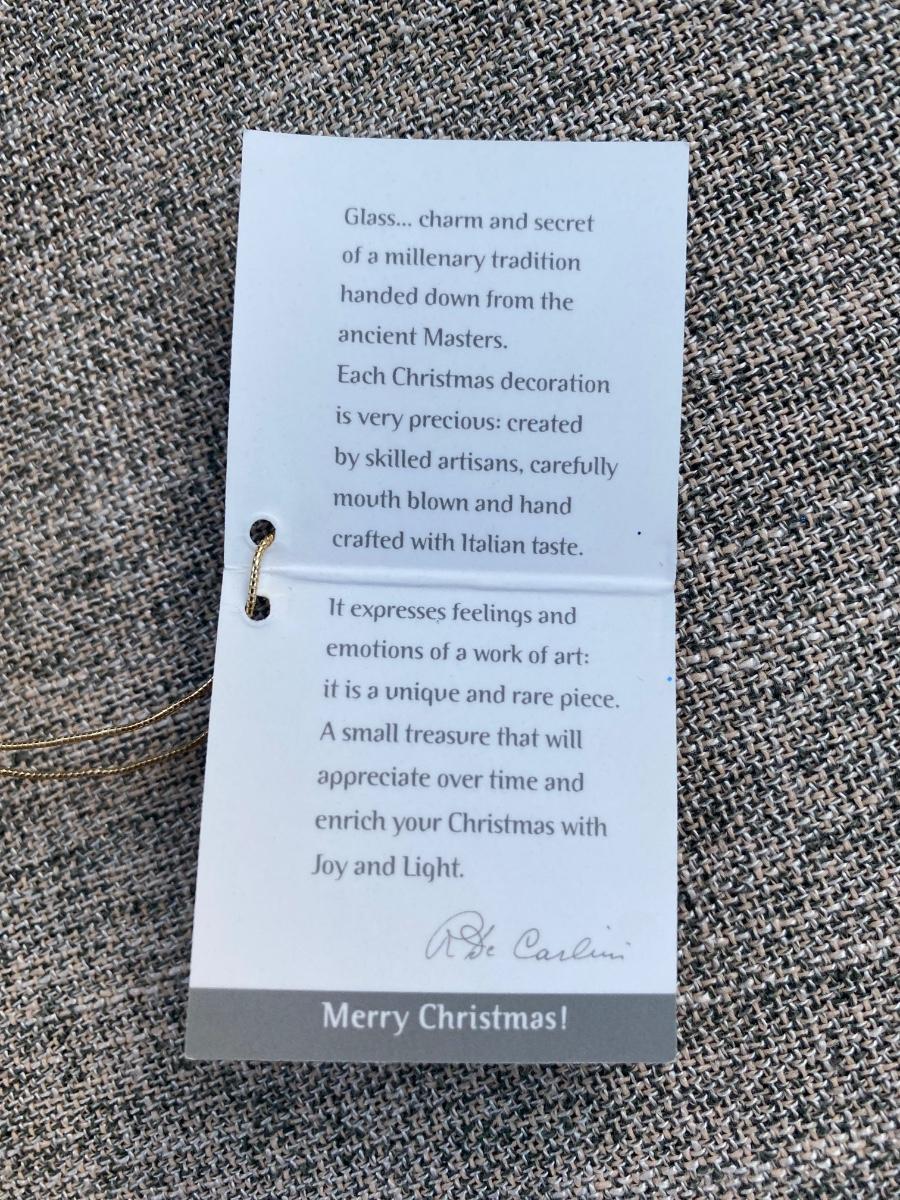 Glass... charm and secret
of a millenary tradition
handed down from the
ancient Masters.
Each Christmas decoration
is very precious: created
by skilled artisans, carefully
mouth blown and hand
crafted with Italian taste.
It expresses feelings and
emotions of a work of art:
it is a unique and rare piece.
A small treasure that will
appreciate over time and
enrich your Christmas with
Joy and Light.
R De Carlini
Merry Christmas!